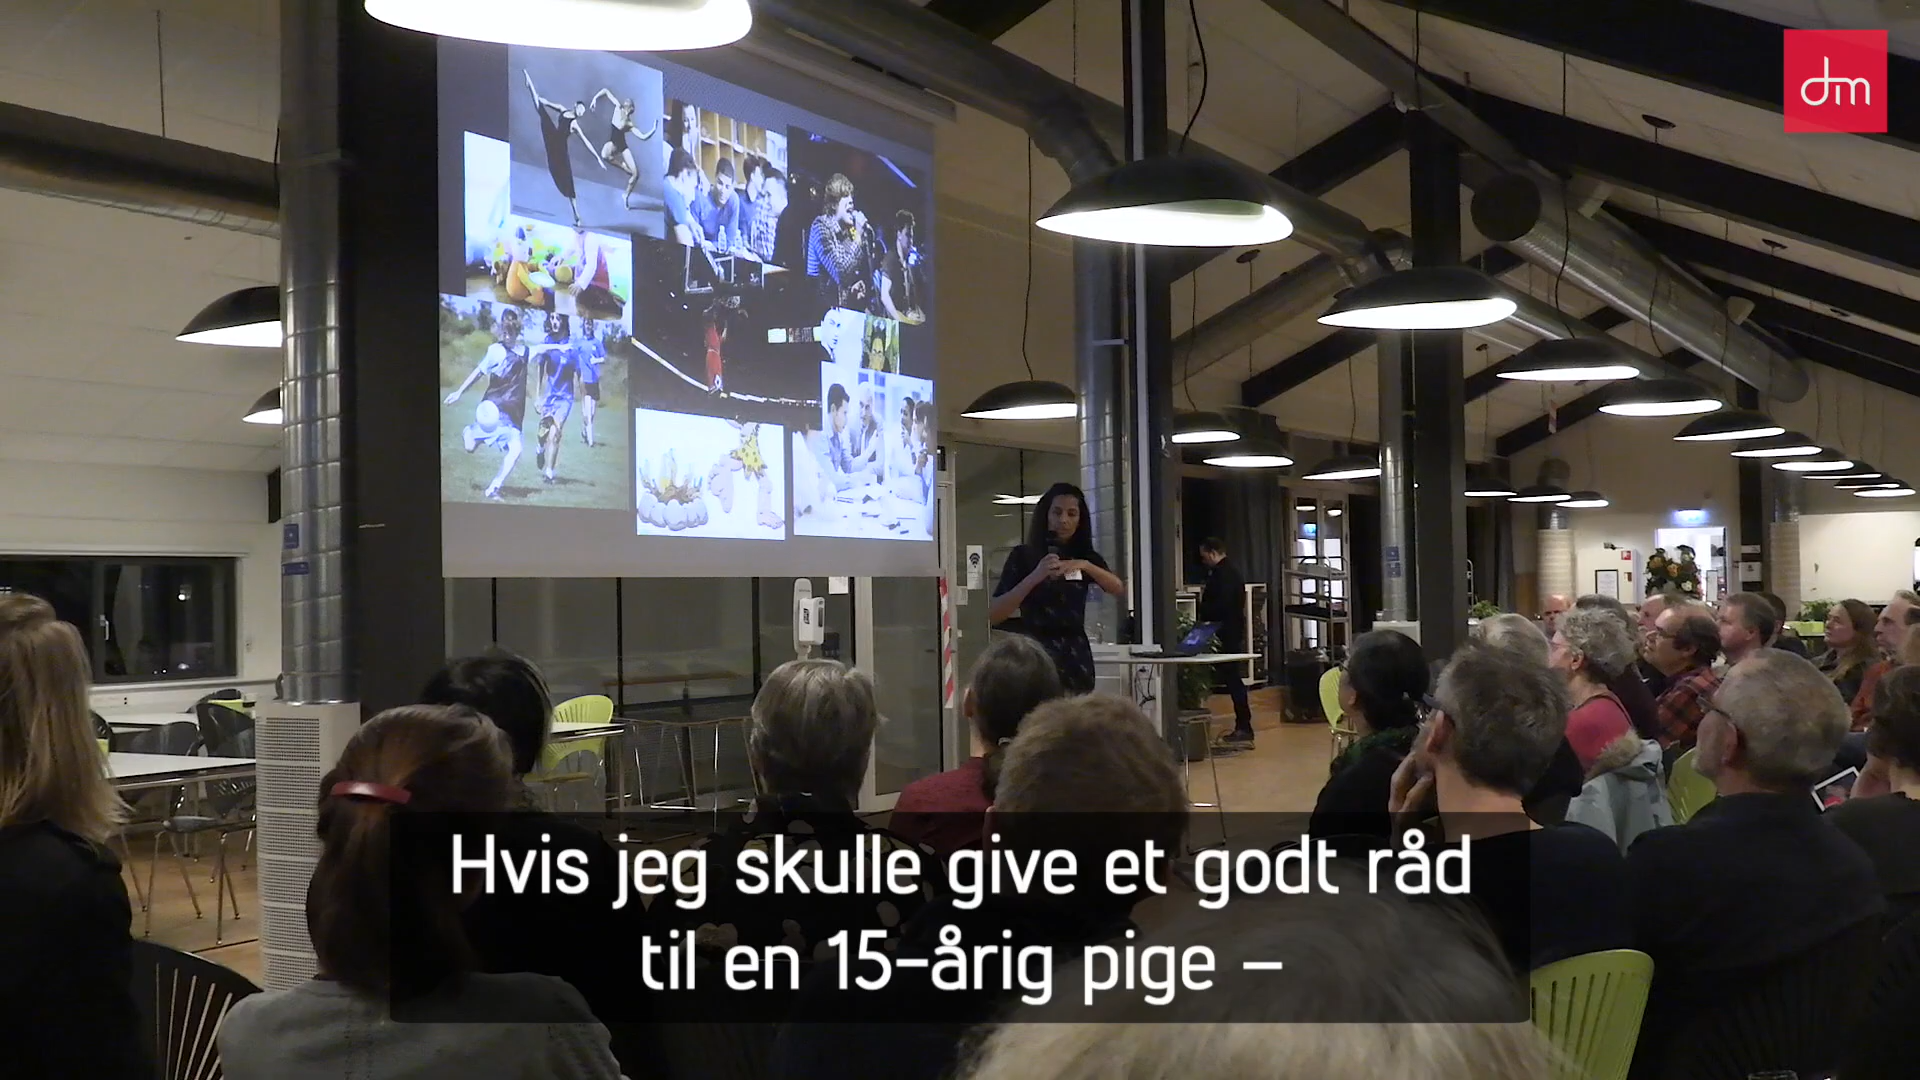 dm
Hvis jeg skulle give et godt råd
til en 15-årig pige –